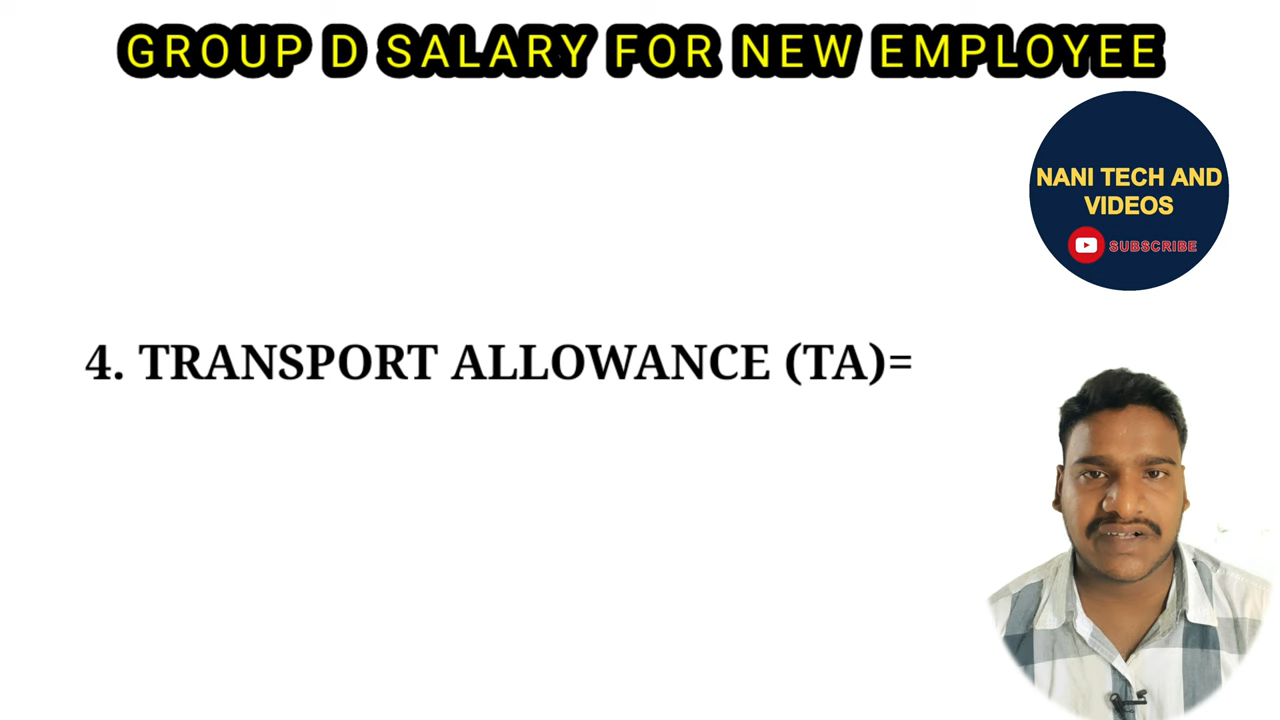 GROUP D SALARY FOR NEW EMPLOYEE
NANI TECH AND
VIDEOS
SUBSCRIBE
4. TRANSPORT ALLOWANCE (TA)=